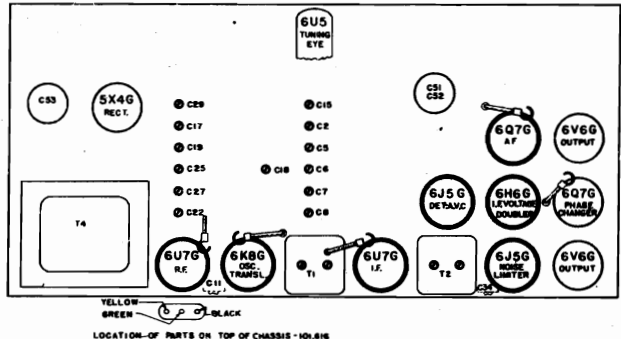 6U5
TUNING
EYE
C53
5X4G
RECT.
C29
C17
C19
C25
C27
C22
C15
C2
C5
C18
C6
C7
C8
C51
C52
6Q7G
A.F.
6V6G
OUTPUT
6J5G
DET-A.V.C
6H6G
I.F. VOLTAGE
DOUBLER
6Q7G
PHASE
CHANGER
T4
6U7G
R.F.
6K8G
OSC.
TRANSL.
T1
6U7G
I.F.
T2
6J5G
NOISE
LIMITER
6V6G
OUTPUT
C11
C34
YELLOW
GREEN
BLACK
LOCATION OF PARTS ON TOP OF CHASSIS - 101.616